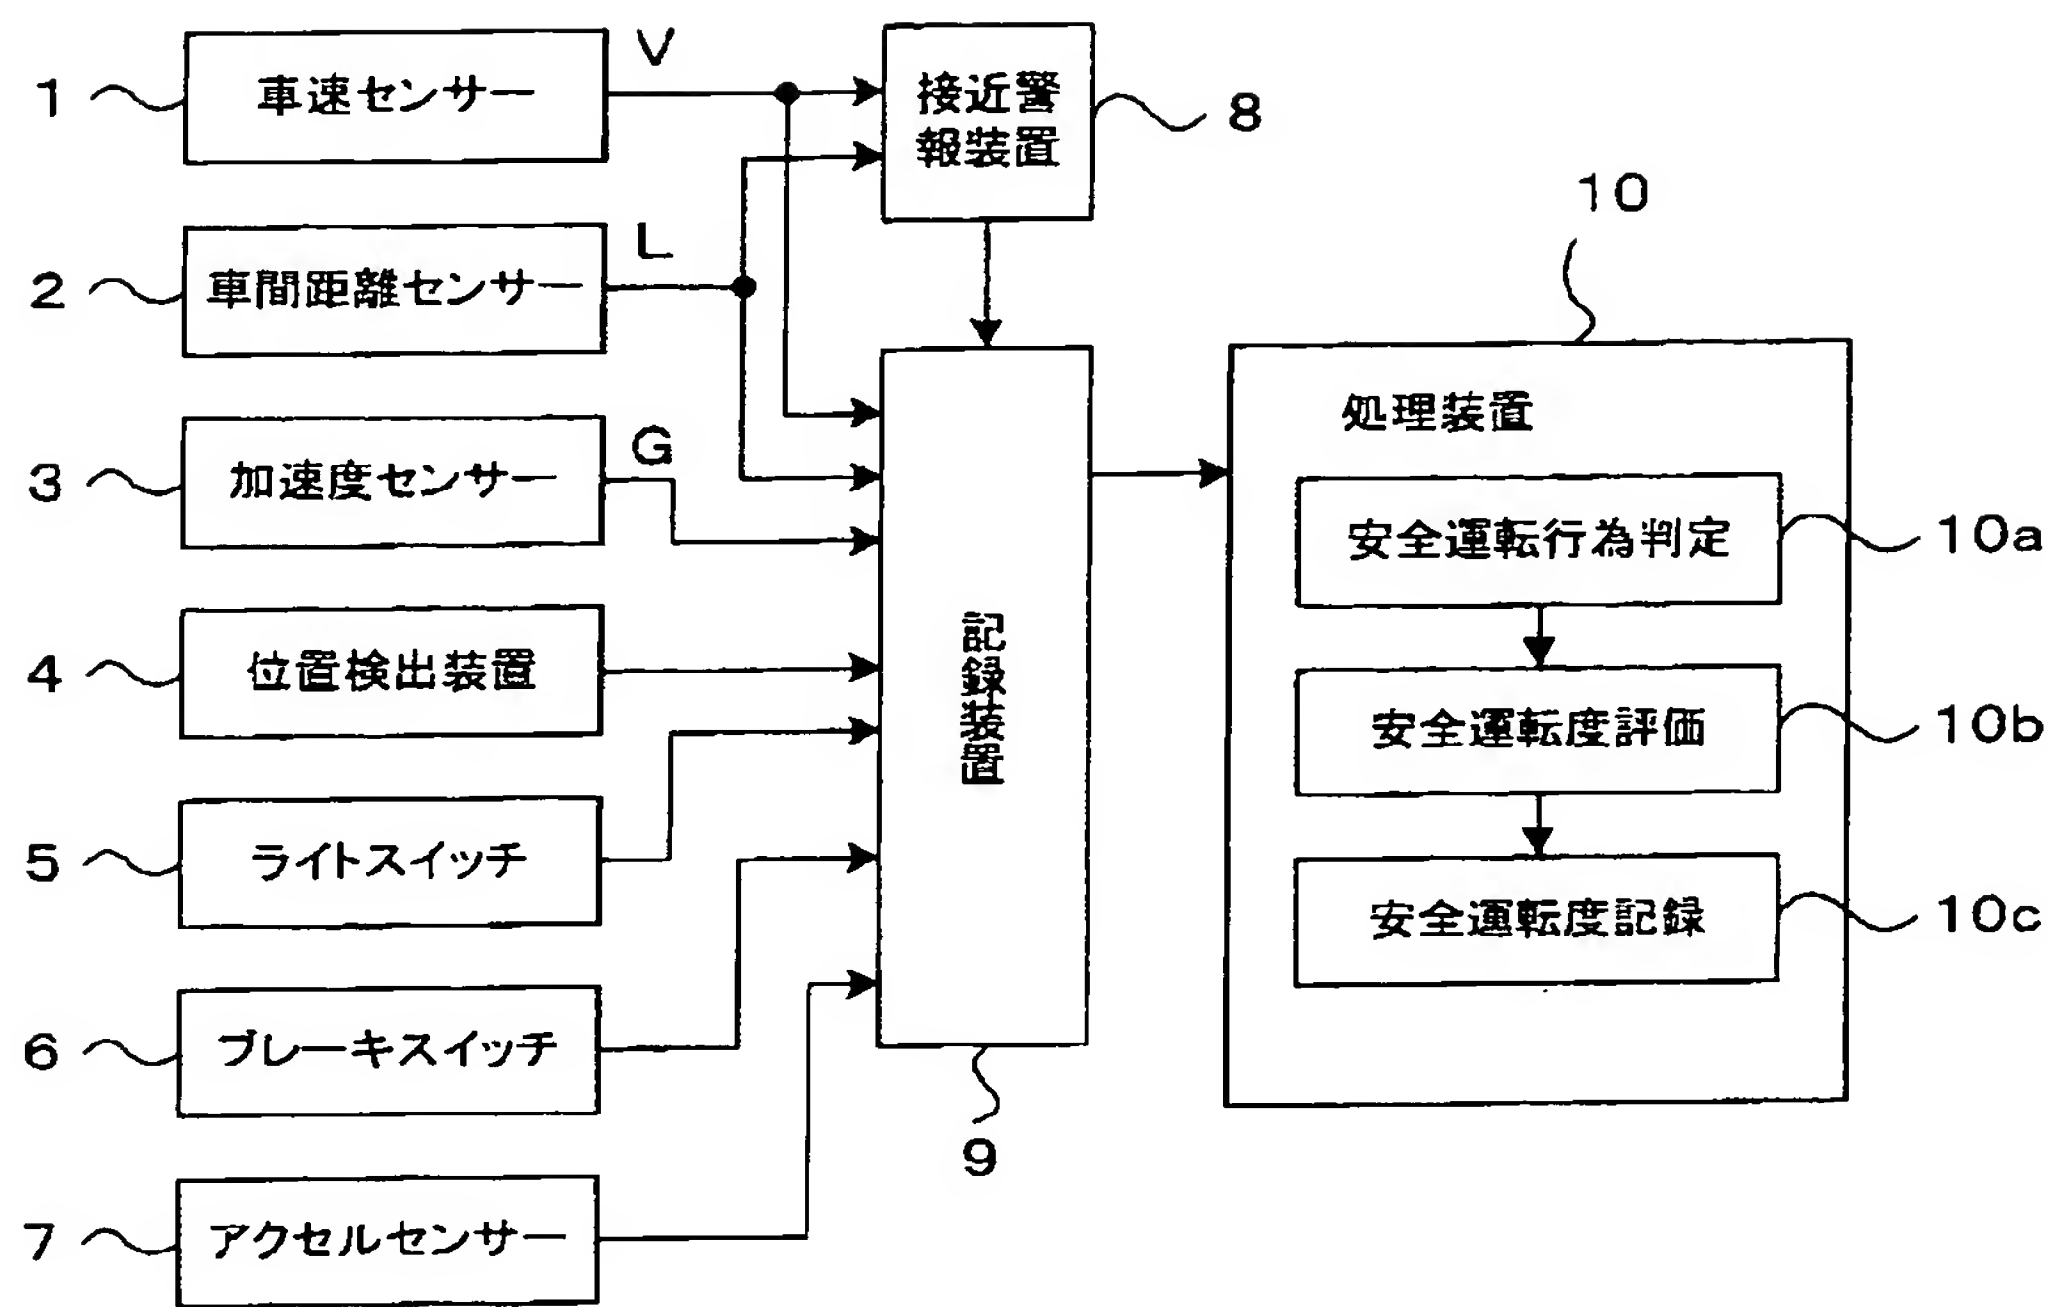 1
車速センサー
V
接近警
報装置
8
2
車間距離センサー
L
10
3
加速度センサー
G
処理装置
安全運転行為判定
10a
4
位置検出装置
記録装置
安全運転度評価
10b
5
ライトスイッチ
安全運転度記録
10c
6
ブレーキスイッチ
9
7
アクセルセンサー